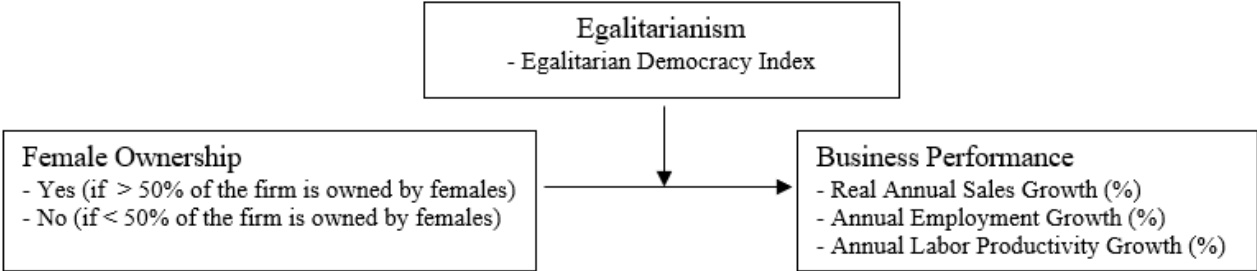 Egalitarianism
- Egalitarian Democracy Index
Female Ownership
- Yes (if > 50% of the firm is owned by females)
- No (if < 50% of the firm is owned by females)
Business Performance
- Real Annual Sales Growth (%)
- Annual Employment Growth (%)
- Annual Labor Productivity Growth (%)